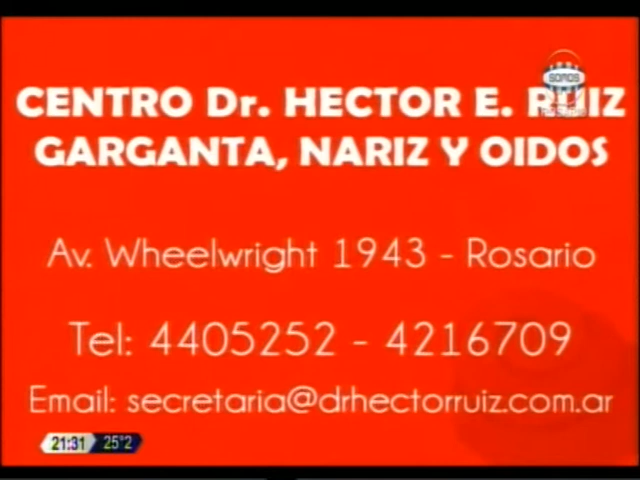 SOMOS
CENTRO Dr. HECTOR E. RUIZ
GARGANTA, NARIZ Y OIDOS
Av. Wheelwright 1943 - Rosario
Tel: 4405252 - 4216709
Email: secretaria@drhectorruiz.com.ar
21:31 25°2